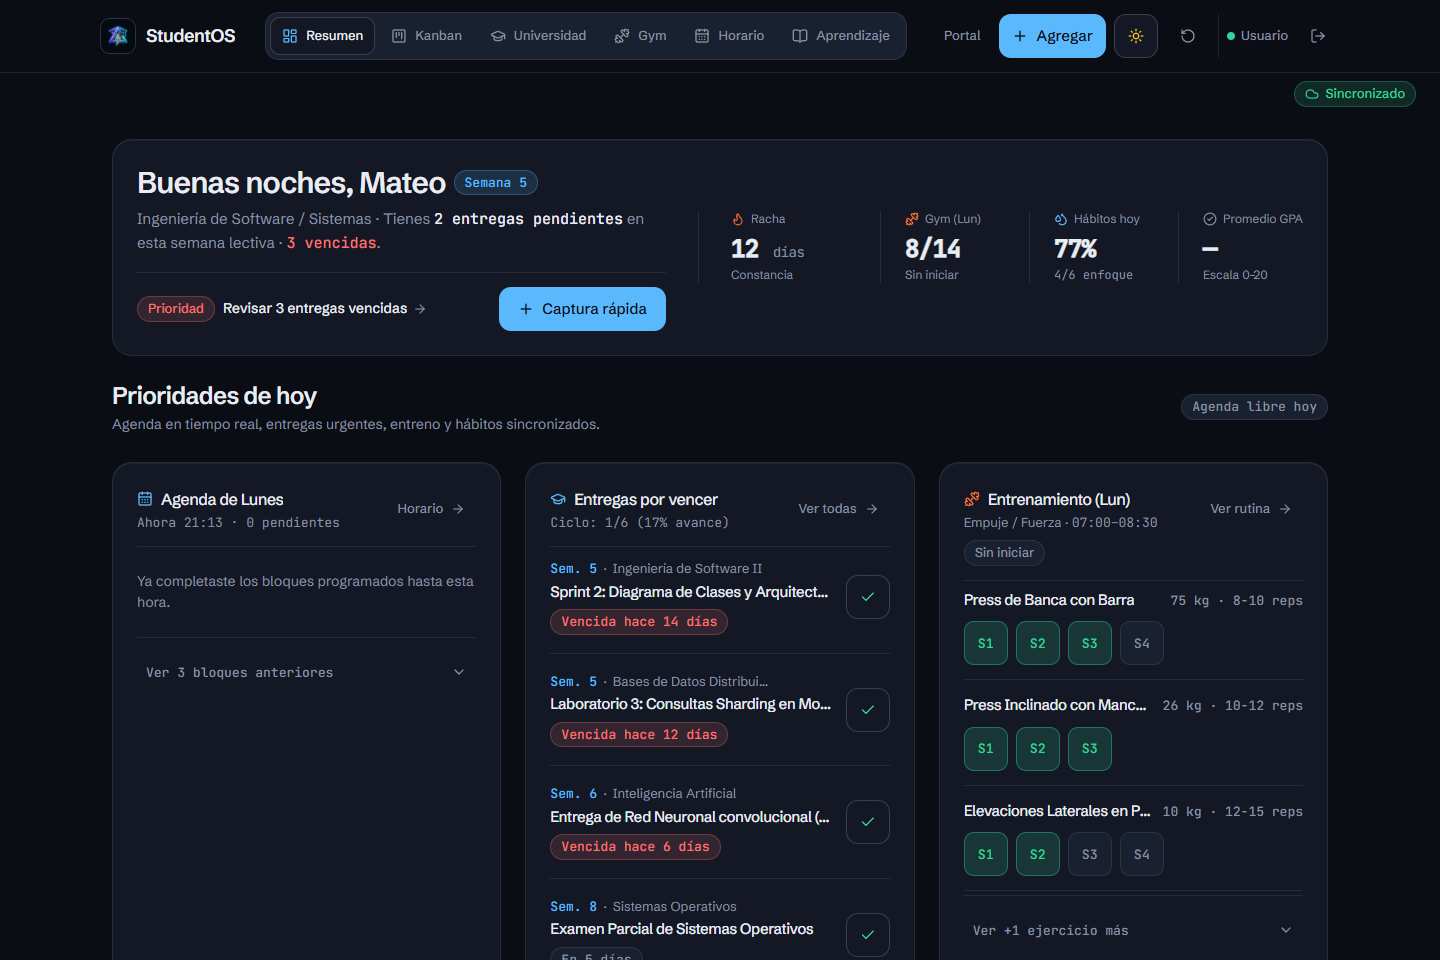 StudentOS
Resumen
Kanban
Universidad
Gym
Horario
Aprendizaje
Portal
Agregar
Usuario
Sincronizado
Buenas noches, Mateo
Semana 5
Ingeniería de Software / Sistemas · Tienes 2 entregas pendientes en
esta semana lectiva · 3 vencidas.
Prioridad
Revisar 3 entregas vencidas →
Captura rápida
Racha
12 días
Constancia
Gym (Lun)
8/14
Sin iniciar
Hábitos hoy
77%
4/6 enfoque
Promedio GPA
—
Escala 0-20
Prioridades de hoy
Agenda en tiempo real, entregas urgentes, entreno y hábitos sincronizados.
Agenda libre hoy
Agenda de Lunes
Ahora 21:13 · 0 pendientes
Horario →
Ya completaste los bloques programados hasta esta
hora.
Ver 3 bloques anteriores
Entregas por vencer
Ciclo: 1/6 (17% avance)
Ver todas →
Sem. 5 · Ingeniería de Software II
Sprint 2: Diagrama de Clases y Arquitect...
Vencida hace 14 días
Sem. 5 · Bases de Datos Distribui...
Laboratorio 3: Consultas Sharding en Mo...
Vencida hace 12 días
Sem. 6 · Inteligencia Artificial
Entrega de Red Neuronal convolucional (...
Vencida hace 6 días
Sem. 8 · Sistemas Operativos
Examen Parcial de Sistemas Operativos
En 5 días
Entrenamiento (Lun)
Empuje / Fuerza · 07:00–08:30
Sin iniciar
Ver rutina →
Press de Banca con Barra
75 kg · 8-10 reps
S1 S2 S3 S4
Press Inclinado con Manc...
26 kg · 10-12 reps
S1 S2 S3
Elevaciones Laterales en P...
10 kg · 12-15 reps
S1 S2 S3 S4
Ver +1 ejercicio más